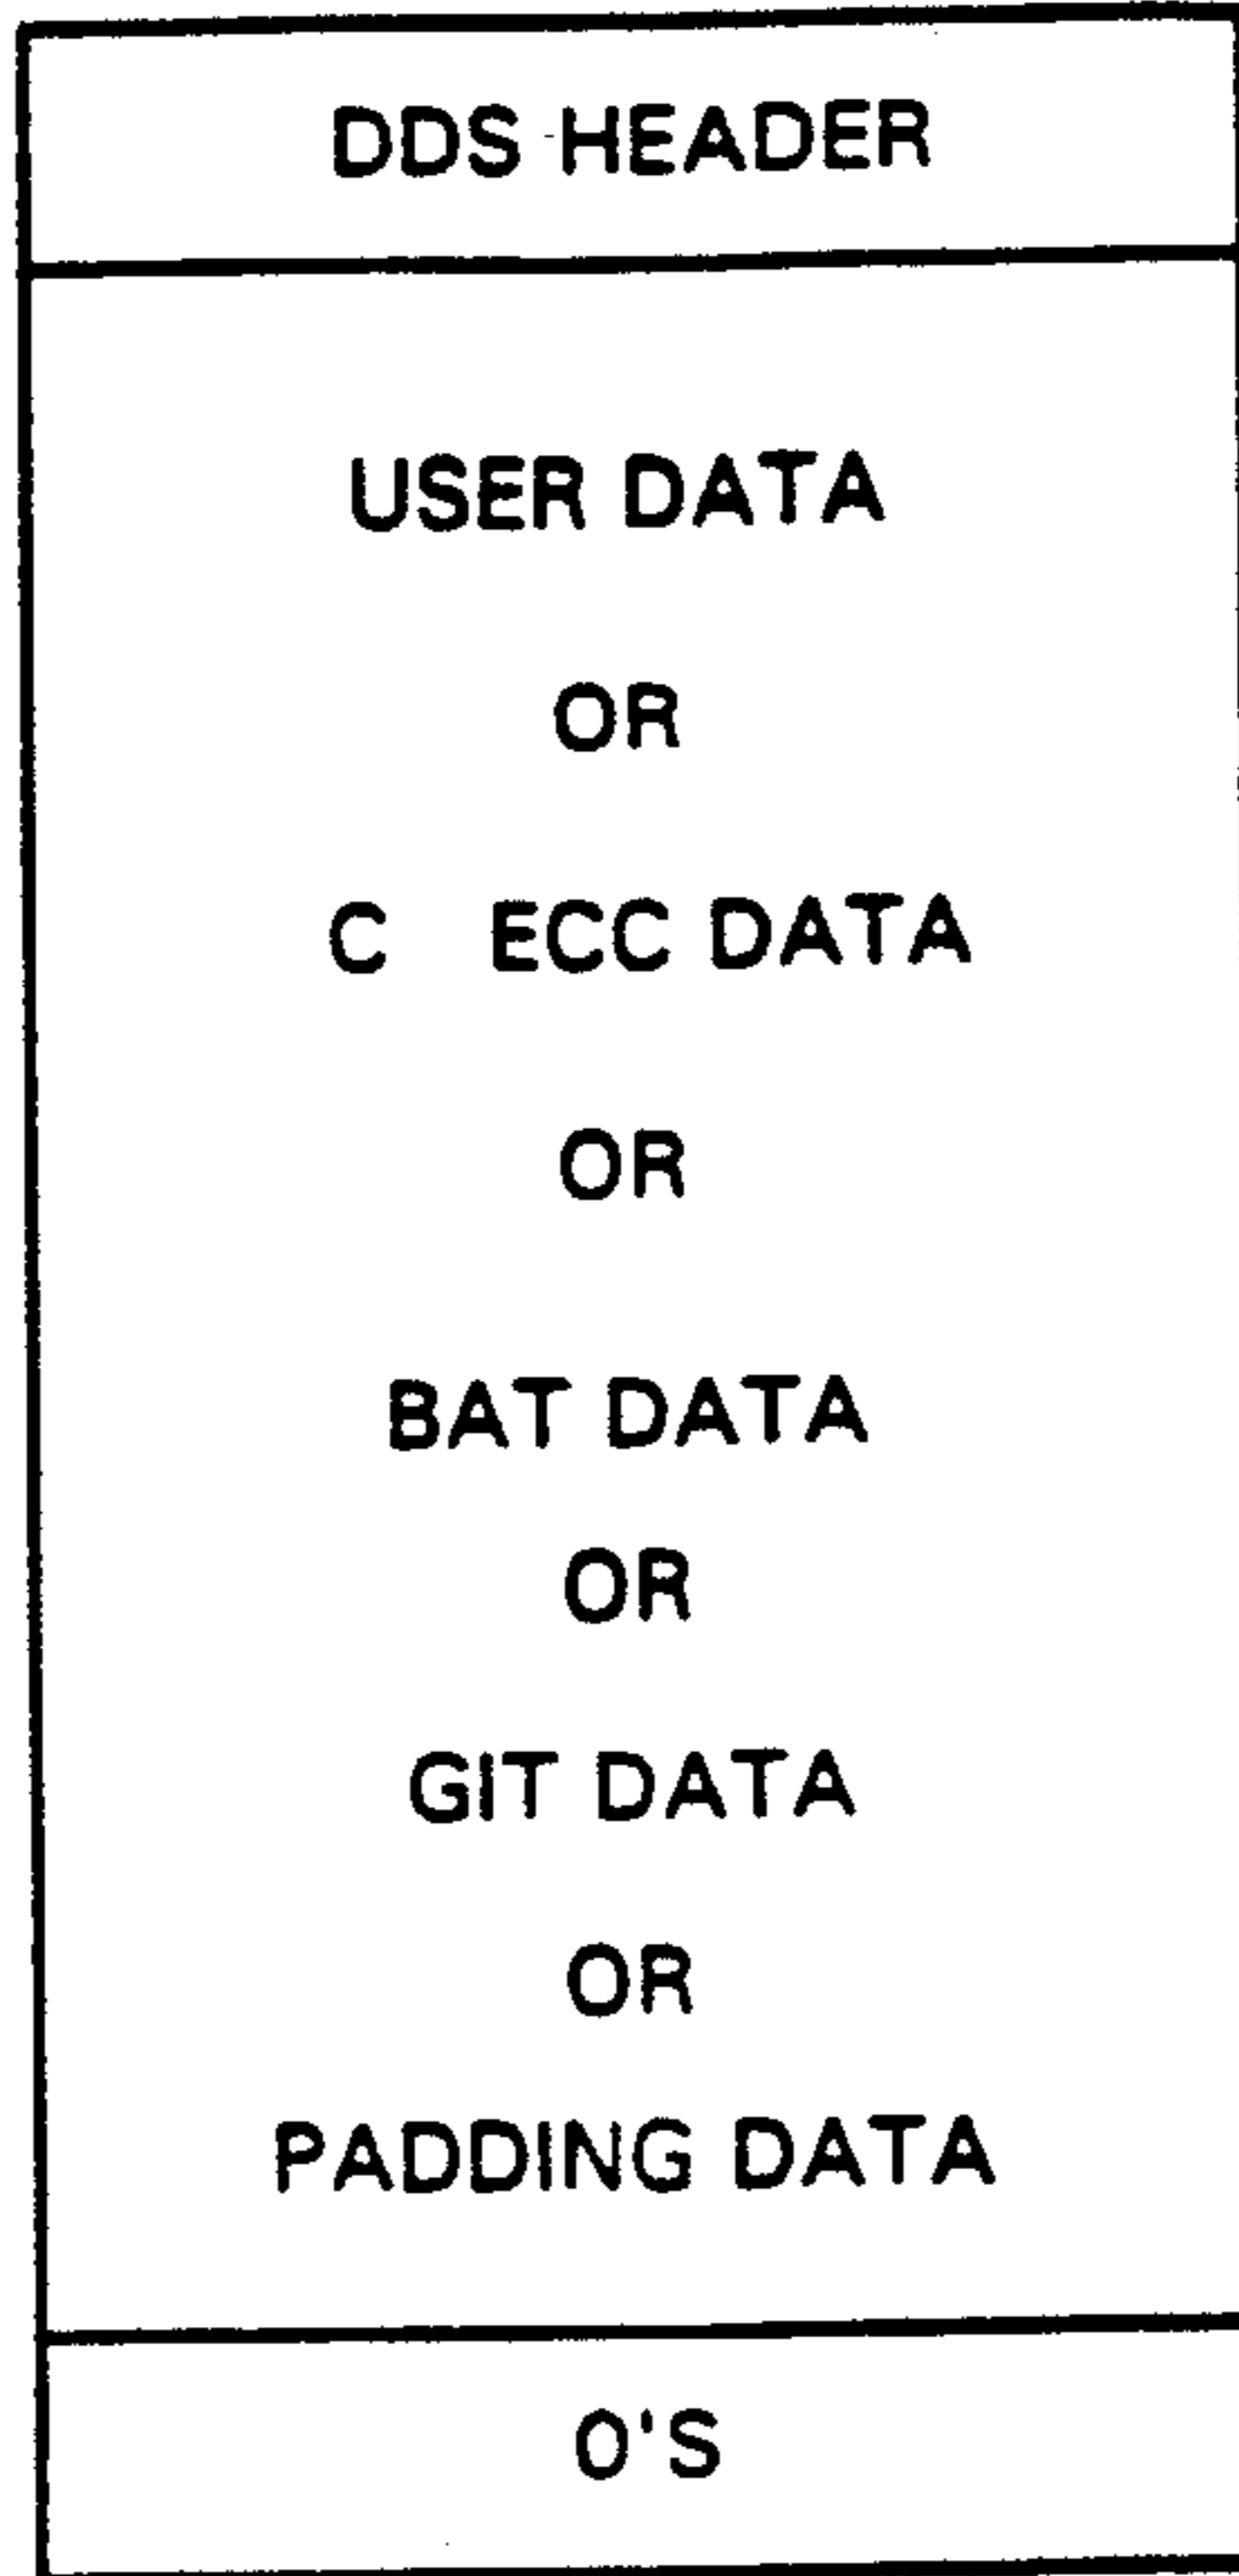 DDS HEADER
USER DATA
OR
C ECC DATA
OR
BAT DATA
OR
GIT DATA
OR
PADDING DATA
0'S